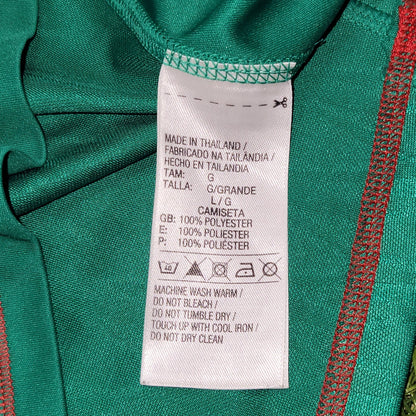 MADE IN THAILAND /
FABRICADO NA TAILÂNDIA /
HECHO EN TAILANDIA
TAM: G
TALLA: G/GRANDE
L / G
CAMISETA
GB: 100% POLYESTER
E: 100% POLIESTER
P: 100% POLIÉSTER
40
MACHINE WASH WARM /
DO NOT BLEACH /
DO NOT TUMBLE DRY /
TOUCH UP WITH COOL IRON /
DO NOT DRY CLEAN